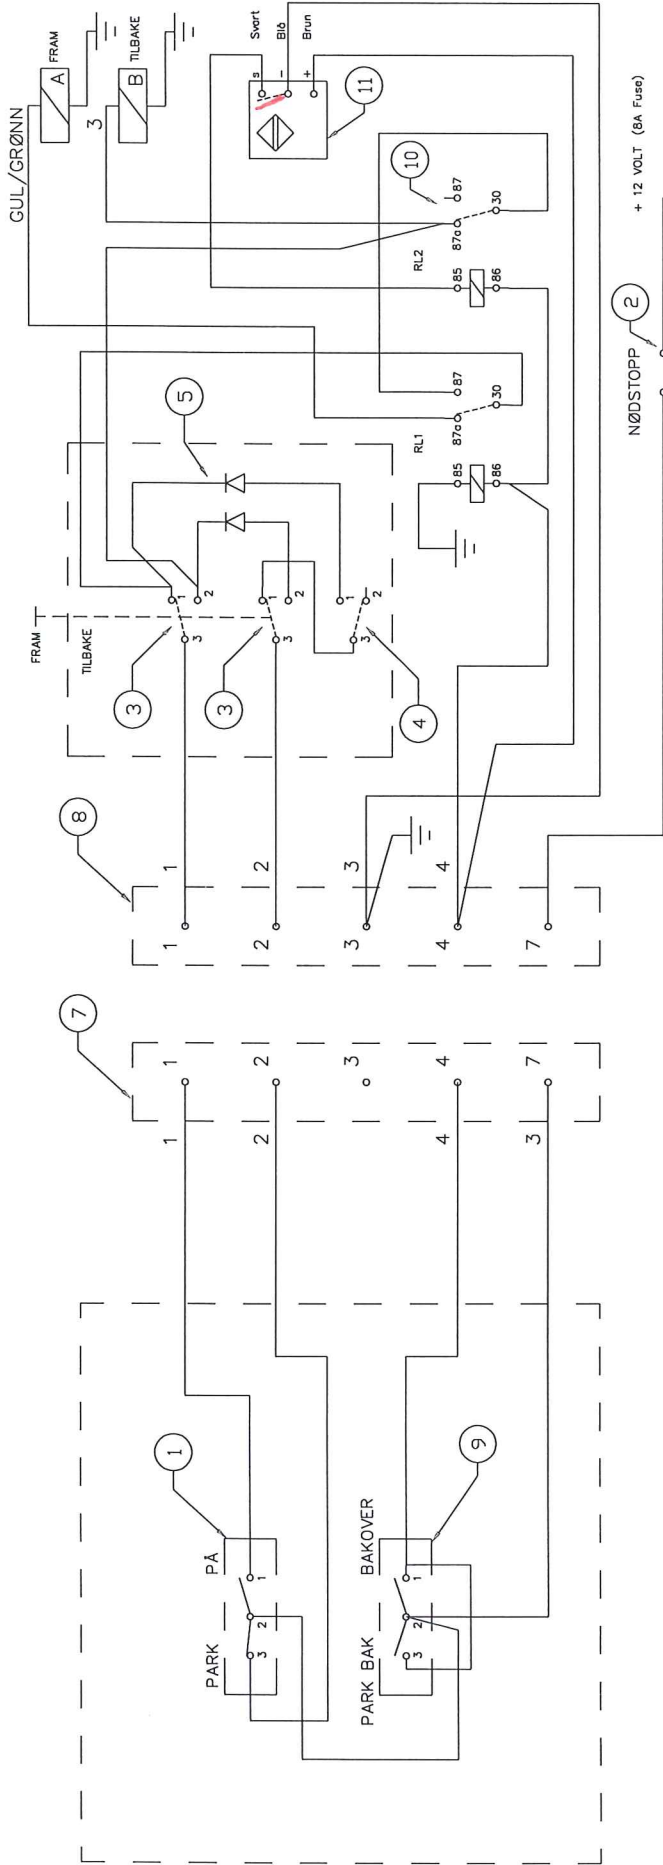 PARK
PÅ
1
3
2
1
PARK BAK
BAKOVER
9
3
2
1
7
1
1
2
2
3
4
4
3
7
8
1
1
2
2
3
3
4
4
7
FRAM
TILBAKE
3
3
1
2
3
3
1
2
4
3
1
2
5
RL1
85
86
87a
87
30
RL2
85
86
87a
87
30
10
11
s
-
+
Svart
Blå
Brun
GUL/GRØNN
3
A
FRAM
B
TILBAKE
NØDSTOPP
2
+ 12 VOLT (8A Fuse)